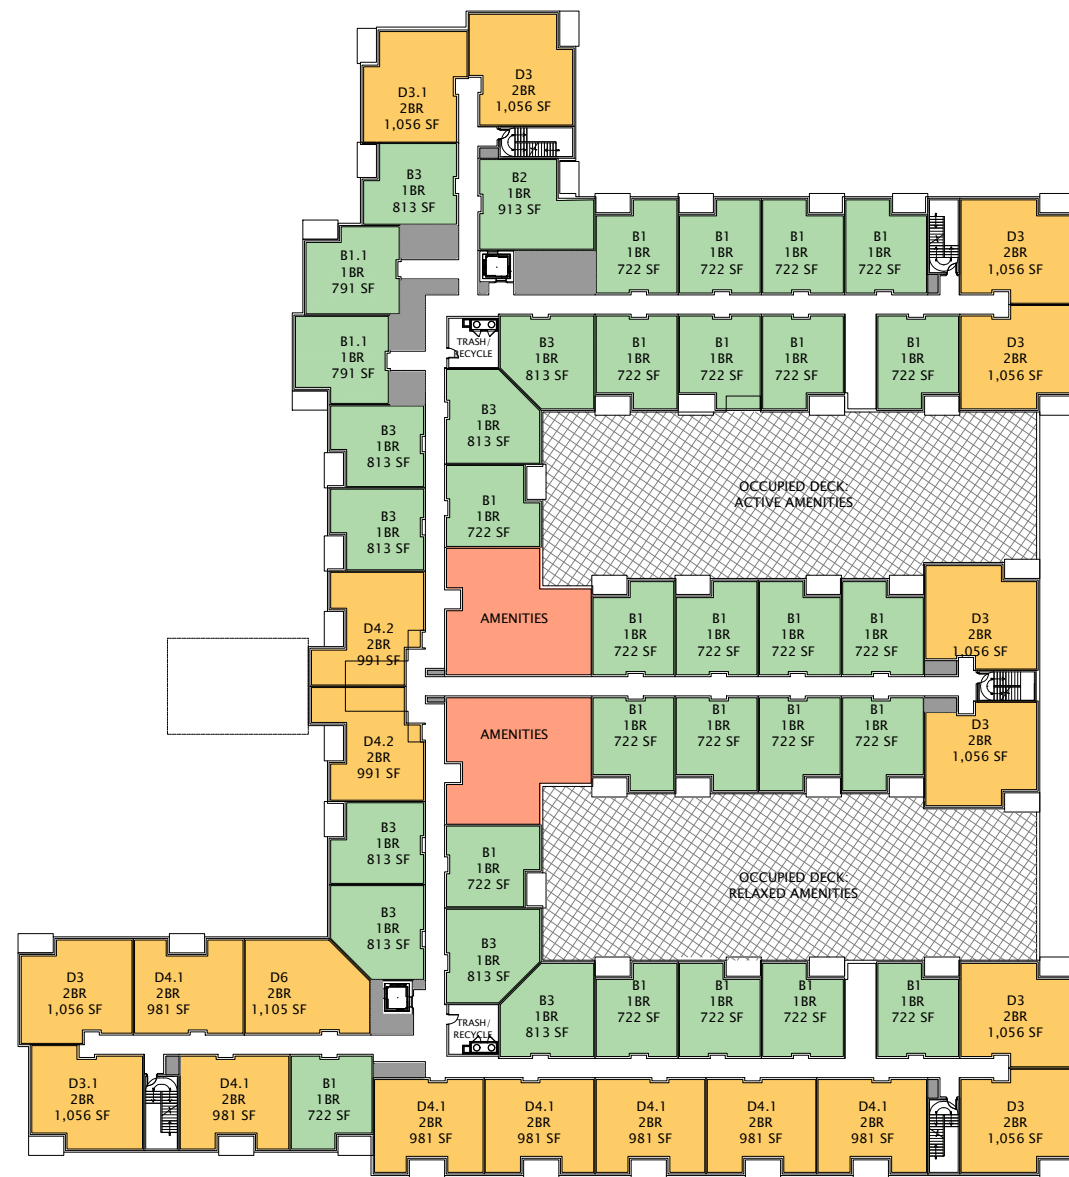 D3
2BR
1,056 SF
D3.1
2BR
1,056 SF
B3
1BR
813 SF
B2
1BR
913 SF
B1
1BR
722 SF
B1
1BR
722 SF
B1
1BR
722 SF
B1
1BR
722 SF
D3
2BR
1,056 SF
B1.1
1BR
791 SF
B1.1
1BR
791 SF
TRASH/
RECYCLE
B3
1BR
813 SF
B1
1BR
722 SF
B1
1BR
722 SF
B1
1BR
722 SF
B1
1BR
722 SF
D3
2BR
1,056 SF
B3
1BR
813 SF
B3
1BR
813 SF
B1
1BR
722 SF
OCCUPIED DECK:
ACTIVE AMENITIES
B3
1BR
813 SF
D4.2
2BR
991 SF
AMENITIES
B1
1BR
722 SF
B1
1BR
722 SF
B1
1BR
722 SF
B1
1BR
722 SF
D3
2BR
1,056 SF
D4.2
2BR
991 SF
AMENITIES
B1
1BR
722 SF
B1
1BR
722 SF
B1
1BR
722 SF
B1
1BR
722 SF
D3
2BR
1,056 SF
B3
1BR
813 SF
B1
1BR
722 SF
OCCUPIED DECK:
RELAXED AMENITIES
B3
1BR
813 SF
B3
1BR
813 SF
D3
2BR
1,056 SF
D4.1
2BR
981 SF
D6
2BR
1,105 SF
TRASH/
RECYCLE
B3
1BR
813 SF
B1
1BR
722 SF
B1
1BR
722 SF
B1
1BR
722 SF
B1
1BR
722 SF
D3
2BR
1,056 SF
D3.1
2BR
1,056 SF
D4.1
2BR
981 SF
B1
1BR
722 SF
D4.1
2BR
981 SF
D4.1
2BR
981 SF
D4.1
2BR
981 SF
D4.1
2BR
981 SF
D4.1
2BR
981 SF
D3
2BR
1,056 SF